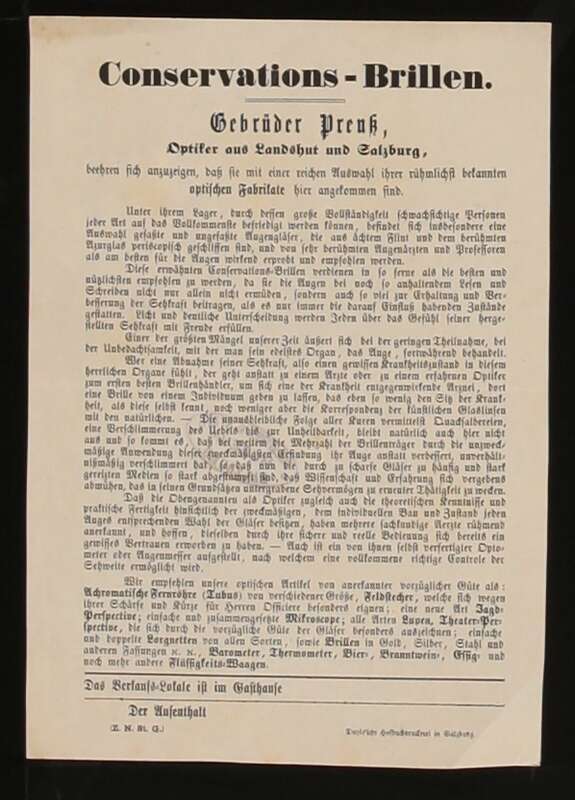 Conservations-Brillen.
Gebrüder Preuß,
Optiker aus Landshut und Salzburg,
beehren sich anzuzeigen, daß sie mit einer reichen Auswahl ihrer rühmlichst bekannten
optischen Fabrikate hier angekommen sind.
Unter ihrem Lager, durch dessen große Vollständigkeit schwachsichtige Personen
jeder Art auf das Vollkommenste befriedigt werden können, befindet sich insbesondere eine
Auswahl gefaßte und ungefaßte Augengläser, die aus ächtem Flint und dem berühmten
Azurglas periscopisch geschliffen sind, und von sehr berühmten Augenärzten und Professoren
als am besten für die Augen wirkend erprobt und empfohlen werden.
Diese erwähnten Conservations-Brillen verdienen in so ferne als die besten und
nützlichsten empfohlen zu werden, da sie die Augen bei noch so anhaltendem Lesen und
Schreiben nicht nur allein nicht ermüden, sondern auch so viel zur Erhaltung und Ver-
besserung der Sehkraft beitragen, als es nur immer die darauf Einfluß habenden Zustände
gestatten. Licht und deutliche Unterscheidung werden Jeden über das Gefühl seiner herge-
stellten Sehkraft mit Freude erfüllen.
Einer der größten Mängel unserer Zeit äußert sich bei der geringen Theilnahme, bei
der Unbedachtsamkeit, mit der man sein edelstes Organ, das Auge, fortwährend behandelt.
Wer eine Abnahme seiner Sehkraft, also einen gewissen Krankheitszustand in diesem
herrlichen Organe fühlt, der geht anstatt zu einem Arzte oder zu einem erfahrenen Optiker
zum ersten besten Brillenhändler, um sich eine der Krankheit entgegenwirkende Arznei, dort
eine Brille von einem Individuum geben zu lassen, das eben so wenig den Sitz der Krank-
heit, als diese selbst kennt, noch weniger aber die Korrespondenz der künstlichen Glaslinsen
mit den natürlichen. — Die unausbleibliche Folge aller Kuren vermittelst Quacksalbereien,
eine Verschlimmerung des Uebels bis zur Unheilbarkeit, bleibt natürlich auch hier nicht
aus und so kommt es, daß bei weitem die Mehrzahl der Brillenträger durch die unzweck-
mäßige Anwendung dieser zweckmäßigsten Erfindung ihr Auge anstatt verbessert, unverhält-
nißmäßig verschlimmert hat, so daß nun die durch zu scharfe Gläser zu häufig und stark
gereizten Medien so stark abgestumpft sind, daß Wissenschaft und Erfahrung sich vergebens
abmühen, das in seinen Grundsätzen untergrabene Sehvermögen zu erneuter Thätigkeit zu wecken.
Daß die Obengenannten als Optiker zugleich auch die theoretischen Kenntnisse und
praktische Fertigkeit hinsichtlich der zweckmäßigen, dem individuellen Bau und Zustand jeden
Auges entsprechenden Wahl der Gläser besitzen, haben mehrere sachkundige Aerzte rühmend
anerkannt, und hoffen, dieselben durch ihre sichere und reelle Bedienung sich bereits ein
gewisses Vertrauen erworben zu haben. — Auch ist ein von ihnen selbst verfertigter Opto-
meter oder Augenmesser aufgestellt, nach welchem eine vollkommene richtige Controle der
Sehweite ermöglicht wird.
Wir empfehlen unsere optischen Artikel von anerkannter vorzüglicher Güte als:
Achromatische Fernrohre (Tubus) von verschiedener Größe, Feldstecher, welche sich wegen
ihrer Schärfe und Kürze für Herren Officiere besonders eignen; eine neue Art Jagd-
Perspective; einfache und zusammengesetzte Mikroscope; alle Arten Lupen, Theater-Per-
spective, die sich durch die vorzügliche Güte der Gläser besonders auszeichnen; einfache
und doppelte Lorgnetten von allen Sorten, sowie Brillen in Gold, Silber, Stahl und
anderen Fassungen ꝛc. ꝛc., Barometer, Thermometer, Bier-, Branntwein-, Essig- und
noch mehr andere Flüssigkeits-Waagen.
Das Verkaufs-Lokale ist im Gasthause
Der Aufenthalt
(Z. N. St. G.)
Duyle'sche Hofbuchdruckerei in Salzburg.